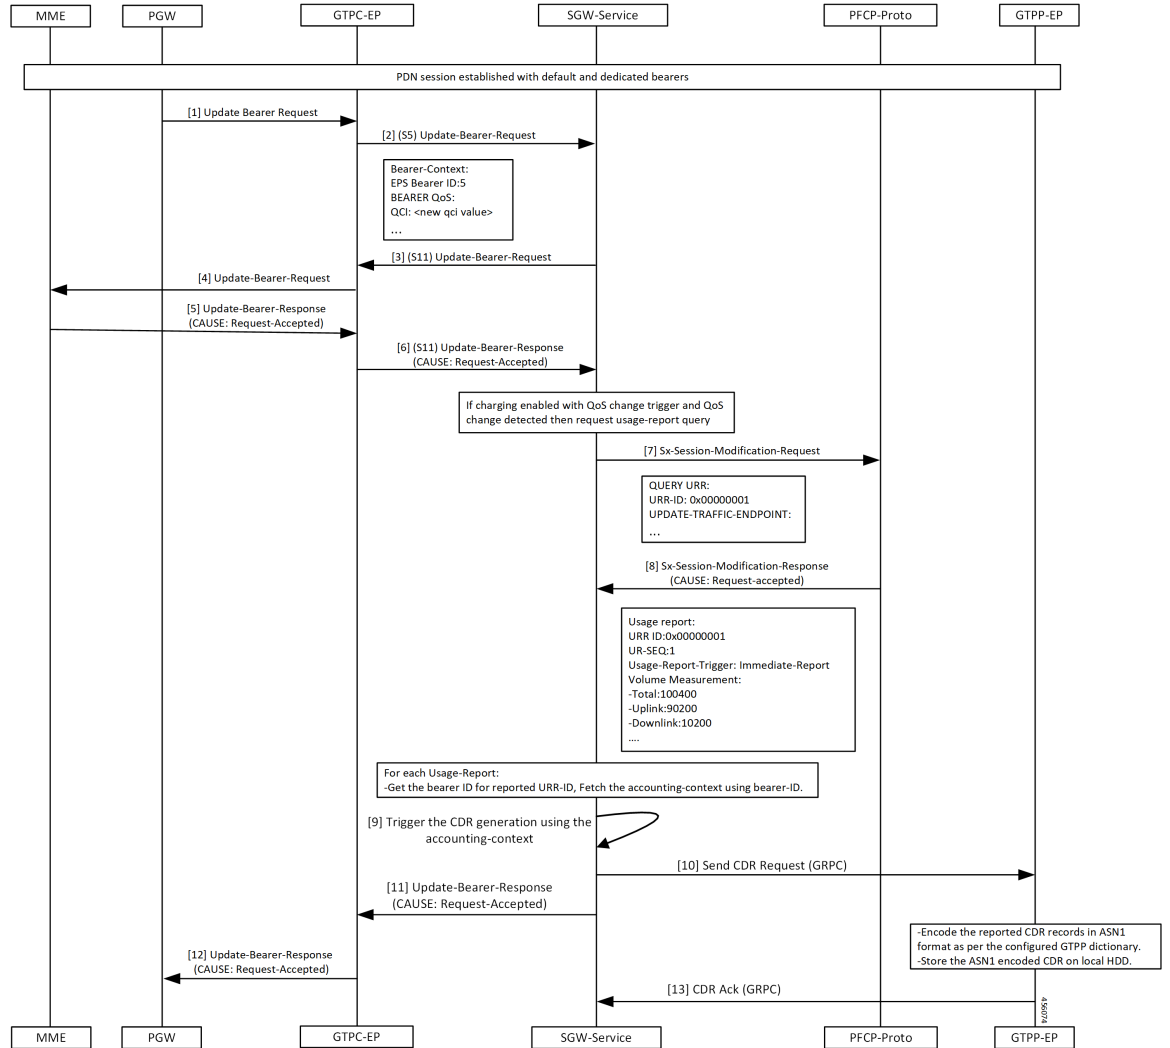 MME
PGW
GTPC-EP
SGW-Service
PFCP-Proto
GTPP-EP
PDN session established with default and dedicated bearers
[1] Update Bearer Request
[2] (S5) Update-Bearer-Request
Bearer-Context:
EPS Bearer ID:5
BEARER QoS:
QCI: <new qci value>
...
[3] (S11) Update-Bearer-Request
[4] Update-Bearer-Request
[5] Update-Bearer-Response
(CAUSE: Request-Accepted)
[6] (S11) Update-Bearer-Response
(CAUSE: Request-Accepted)
If charging enabled with QoS change trigger and QoS
change detected then request usage-report query
[7] Sx-Session-Modification-Request
QUERY URR:
URR-ID: 0x00000001
UPDATE-TRAFFIC-ENDPOINT:
...
[8] Sx-Session-Modification-Response
(CAUSE: Request-accepted)
Usage report:
URR ID:0x00000001
UR-SEQ:1
Usage-Report-Trigger: Immediate-Report
Volume Measurement:
-Total:100400
-Uplink:90200
-Downlink:10200
....
For each Usage-Report:
-Get the bearer ID for reported URR-ID, Fetch the accounting-context using bearer-ID.
[9] Trigger the CDR generation using the
accounting-context
[10] Send CDR Request (GRPC)
[11] Update-Bearer-Response
(CAUSE: Request-Accepted)
-Encode the reported CDR records in ASN1
format as per the configured GTPP dictionary.
-Store the ASN1 encoded CDR on local HDD.
[12] Update-Bearer-Response
(CAUSE: Request-Accepted)
[13] CDR Ack (GRPC)
456074
MME
PGW
GTPC-EP
SGW-Service
PFCP-Proto
GTPP-EP